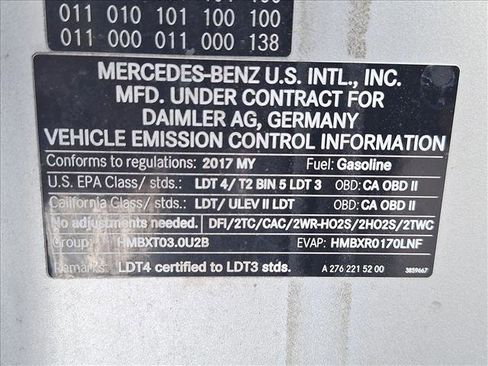 011 010 101 100 100
011 000 011 000 138
MERCEDES-BENZ U.S. INTL., INC.
MFD. UNDER CONTRACT FOR
DAIMLER AG, GERMANY
VEHICLE EMISSION CONTROL INFORMATION
Conforms to regulations: 2017 MY Fuel: Gasoline
U.S. EPA Class/ stds.: LDT 4/ T2 BIN 5 LDT 3 OBD: CA OBD II
California Class/ stds.: LDT/ ULEV II LDT OBD: CA OBD II
No adjustments needed. DFI/2TC/CAC/2WR-HO2S/2HO2S/2TWC
Group: HMBXT03.0U2B EVAP: HMBXR0170LNF
Remarks: LDT4 certified to LDT3 stds. A 276 221 52 00 3859667